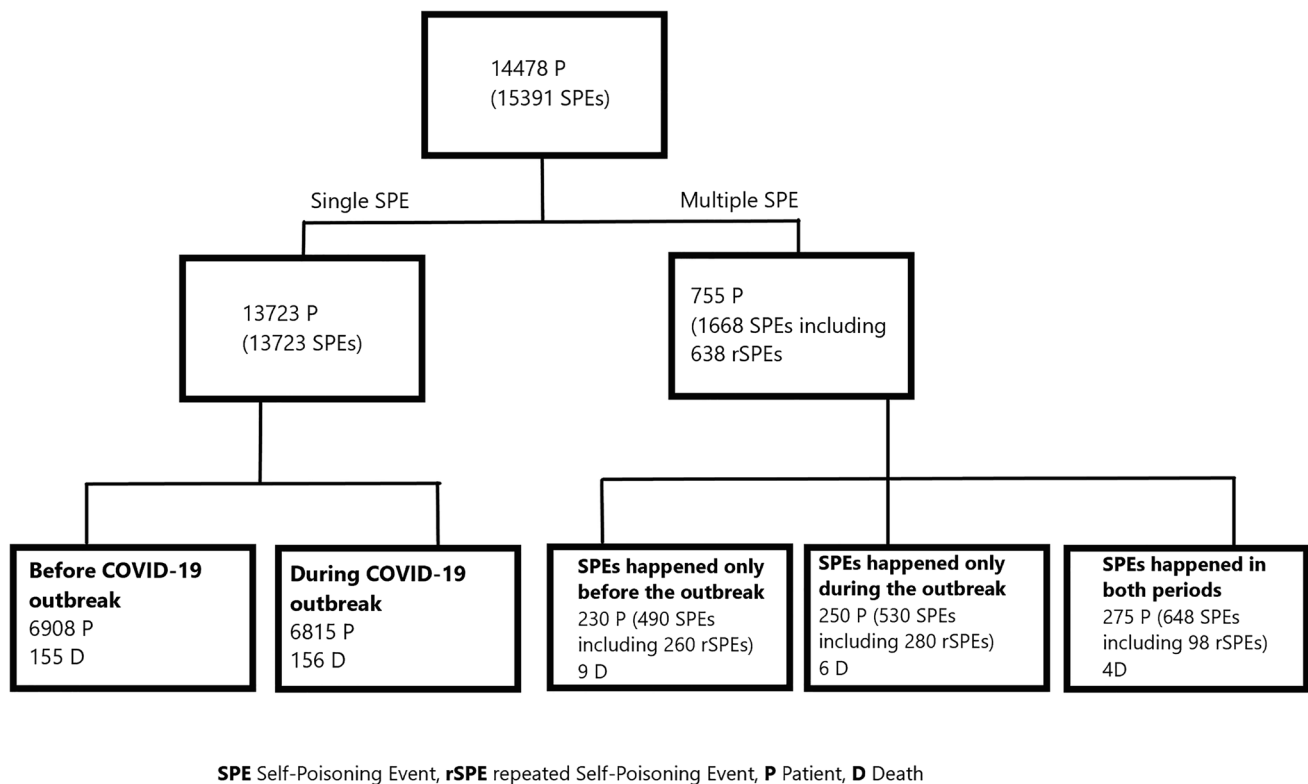 14478 P
(15391 SPEs)
Single SPE
Multiple SPE
13723 P
(13723 SPEs)
755 P
(1668 SPEs including
638 rSPEs
Before COVID-19
outbreak
6908 P
155 D
During COVID-19
outbreak
6815 P
156 D
SPEs happened only
before the outbreak
230 P (490 SPEs
including 260 rSPEs)
9 D
SPEs happened only
during the outbreak
250 P (530 SPEs
including 280 rSPEs)
6 D
SPEs happened in
both periods
275 P (648 SPEs
including 98 rSPEs)
4D
SPE Self-Poisoning Event, rSPE repeated Self-Poisoning Event, P Patient, D Death